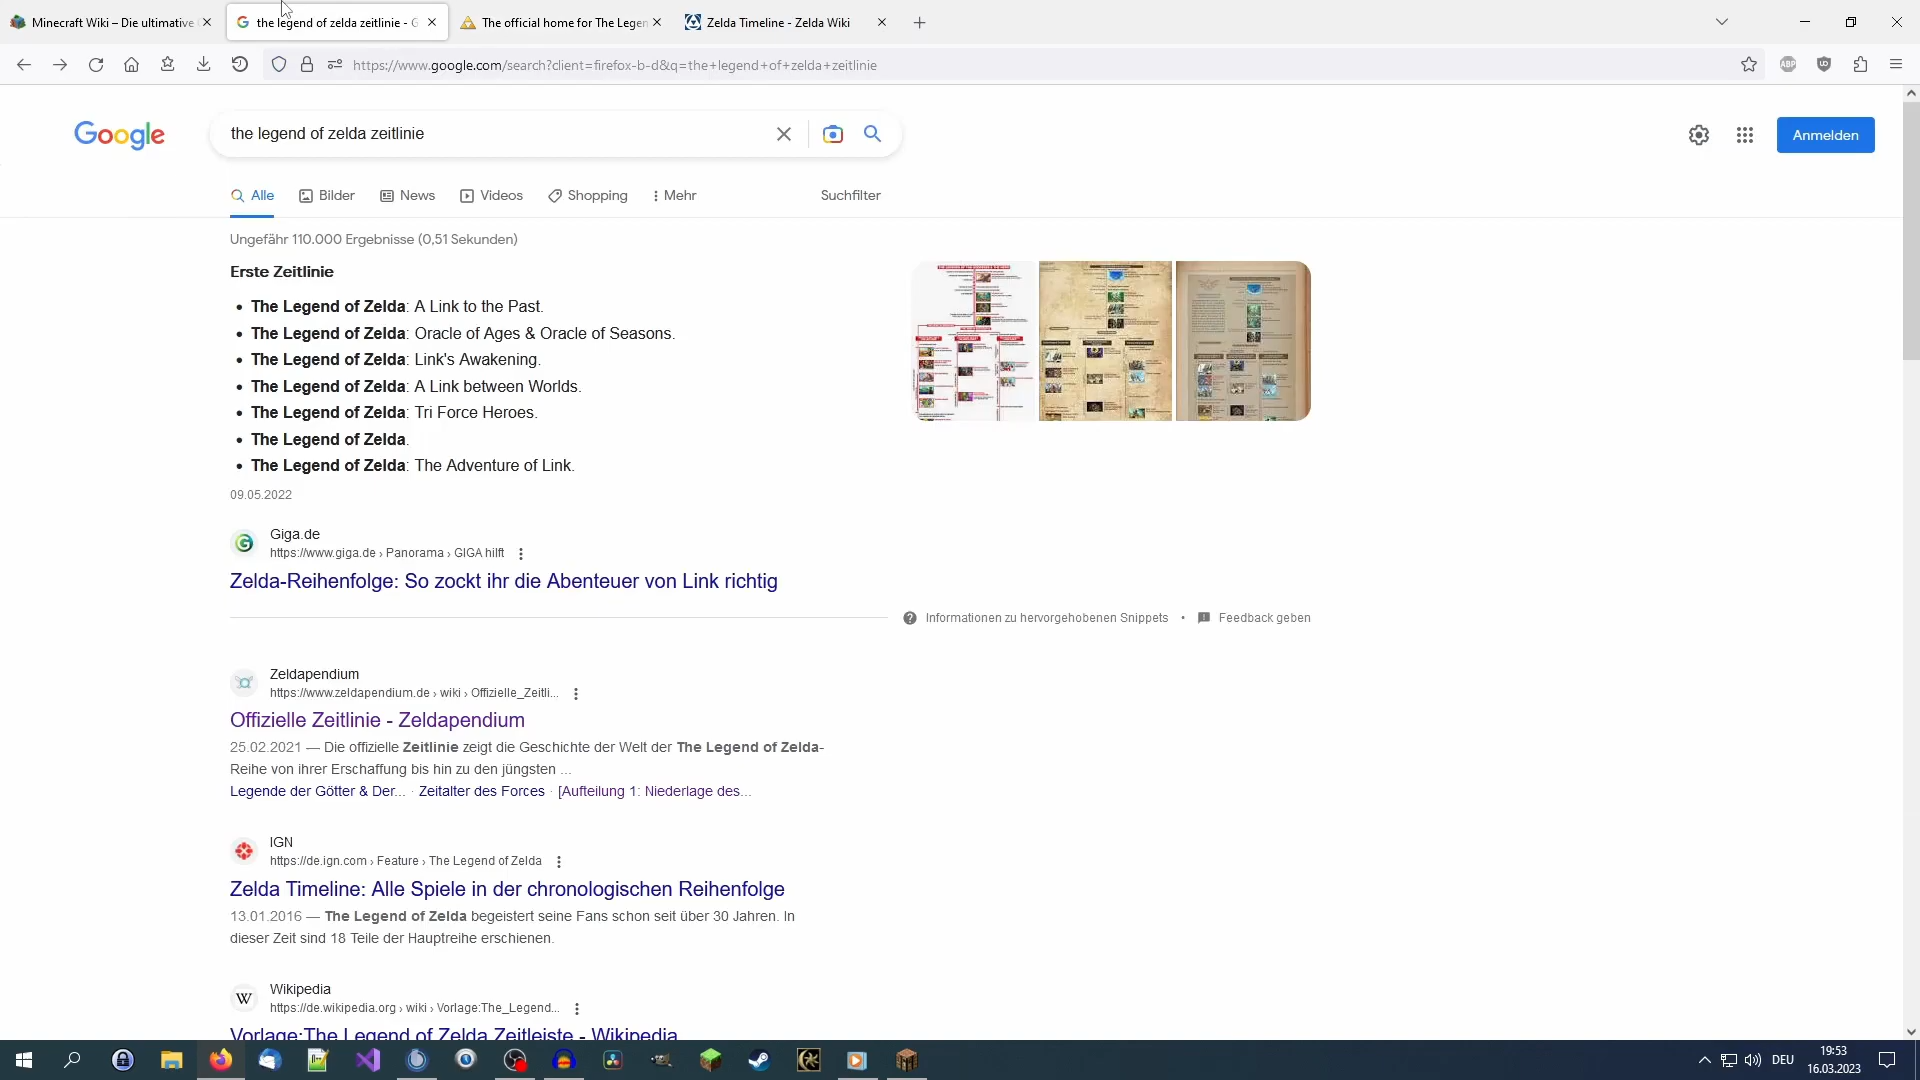 Minecraft Wiki – Die ultimative
the legend of zelda zeitlinie - G
The official home for The Legen
Zelda Timeline - Zelda Wiki
https://www.google.com/search?client=firefox-b-d&q=the+legend+of+zelda+zeitlinie
ABP
Google
the legend of zelda zeitlinie
Anmelden
Alle
Bilder
News
Videos
Shopping
Mehr
Suchfilter
Ungefähr 110.000 Ergebnisse (0,51 Sekunden)
Erste Zeitlinie
The Legend of Zelda: A Link to the Past.
The Legend of Zelda: Oracle of Ages & Oracle of Seasons.
The Legend of Zelda: Link's Awakening.
The Legend of Zelda: A Link between Worlds.
The Legend of Zelda: Tri Force Heroes.
The Legend of Zelda.
The Legend of Zelda: The Adventure of Link.
09.05.2022
Giga.de
https://www.giga.de › Panorama › GIGA hilft
Zelda-Reihenfolge: So zockt ihr die Abenteuer von Link richtig
Informationen zu hervorgehobenen Snippets • Feedback geben
Zeldapendium
https://www.zeldapendium.de › wiki › Offizielle_Zeitli...
Offizielle Zeitlinie - Zeldapendium
25.02.2021 — Die offizielle Zeitlinie zeigt die Geschichte der Welt der The Legend of Zelda-
Reihe von ihrer Erschaffung bis hin zu den jüngsten ...
Legende der Götter & Der... · Zeitalter des Forces · [Aufteilung 1: Niederlage des...
IGN
https://de.ign.com › Feature › The Legend of Zelda
Zelda Timeline: Alle Spiele in der chronologischen Reihenfolge
13.01.2016 — The Legend of Zelda begeistert seine Fans schon seit über 30 Jahren. In
dieser Zeit sind 18 Teile der Hauptreihe erschienen.
W
Wikipedia
https://de.wikipedia.org › wiki › Vorlage:The_Legend...
Vorlage:The Legend of Zelda Zeitleiste - Wikipedia
DEU
19:53
16.03.2023